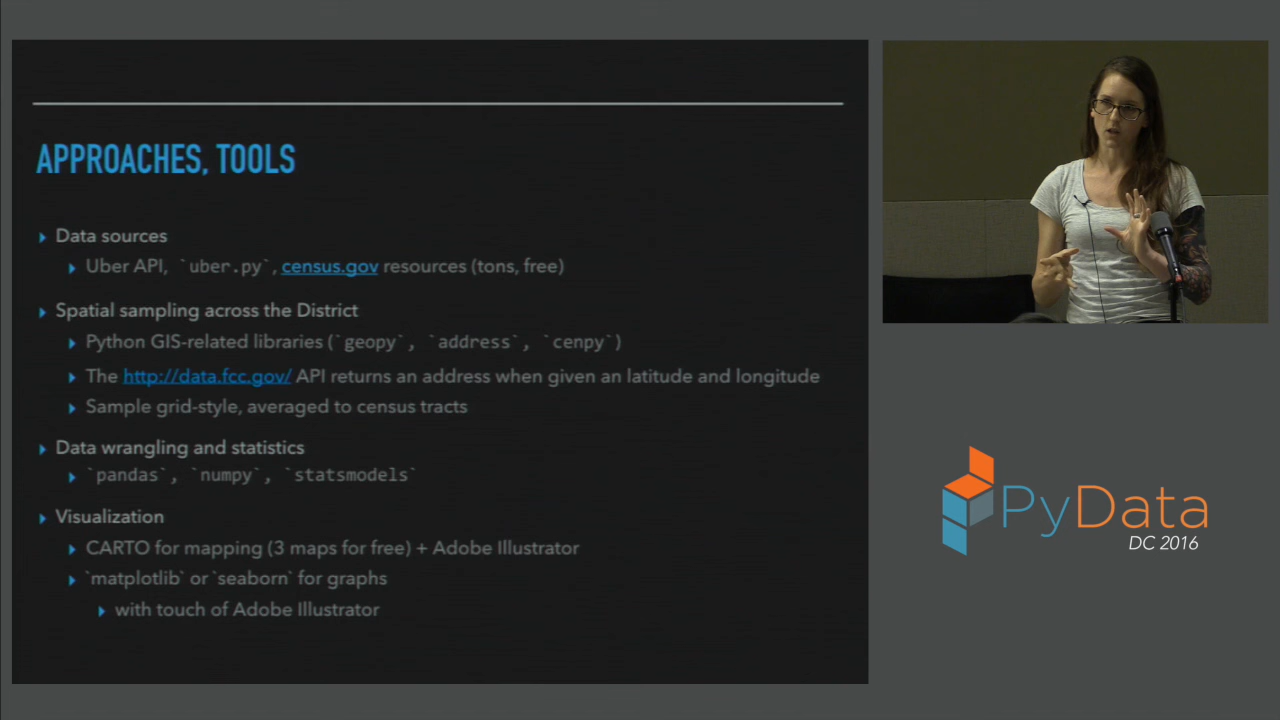 APPROACHES, TOOLS
Data sources
Uber API, `uber.py`, census.gov resources (tons, free)
Spatial sampling across the District
Python GIS-related libraries (`geopy`, `address`, `cenpy`)
The http://data.fcc.gov/ API returns an address when given an latitude and longitude
Sample grid-style, averaged to census tracts
Data wrangling and statistics
`pandas`, `numpy`, `statsmodels`
Visualization
CARTO for mapping (3 maps for free) + Adobe Illustrator
`matplotlib` or `seaborn` for graphs
with touch of Adobe Illustrator
PyData
DC 2016